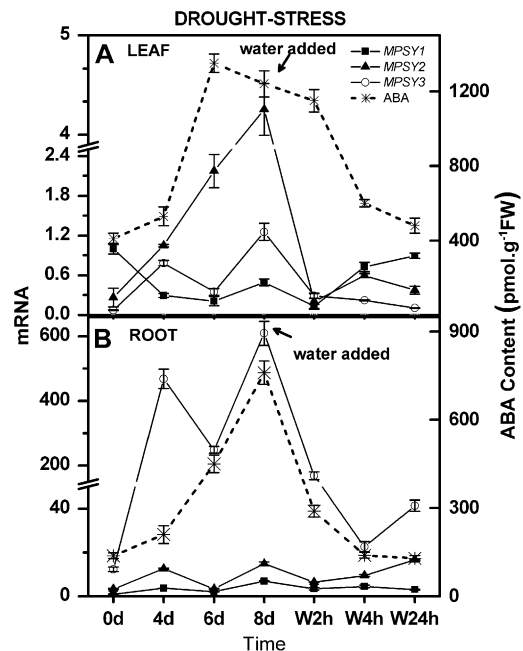 DROUGHT-STRESS
A LEAF
water added
MPSY1
MPSY2
MPSY3
ABA
5
4
2.4
1.8
1.2
0.6
0.0
1200
800
400
0
mRNA
ABA Content (pmol.g⁻¹FW)
B ROOT
water added
600
400
200
40
0
900
600
300
0
0d 4d 6d 8d W2h W4h W24h
Time